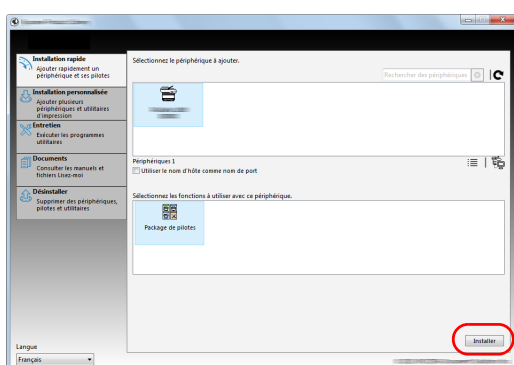 Installation rapide
Ajouter rapidement un
périphérique et ses pilotes
Installation personnalisée
Ajouter plusieurs
périphériques et utilitaires
d'impression
Entretien
Exécuter les programmes
utilitaires
Documents
Consulter les manuels et
fichiers Lisez-moi
Désinstaller
Supprimer des périphériques,
pilotes et utilitaires
Langue
Français
Sélectionnez le périphérique à ajouter.
Rechercher des périphériques
Périphériques 1
Utiliser le nom d'hôte comme nom de port
Sélectionnez les fonctions à utiliser avec ce périphérique.
Package de pilotes
Installer